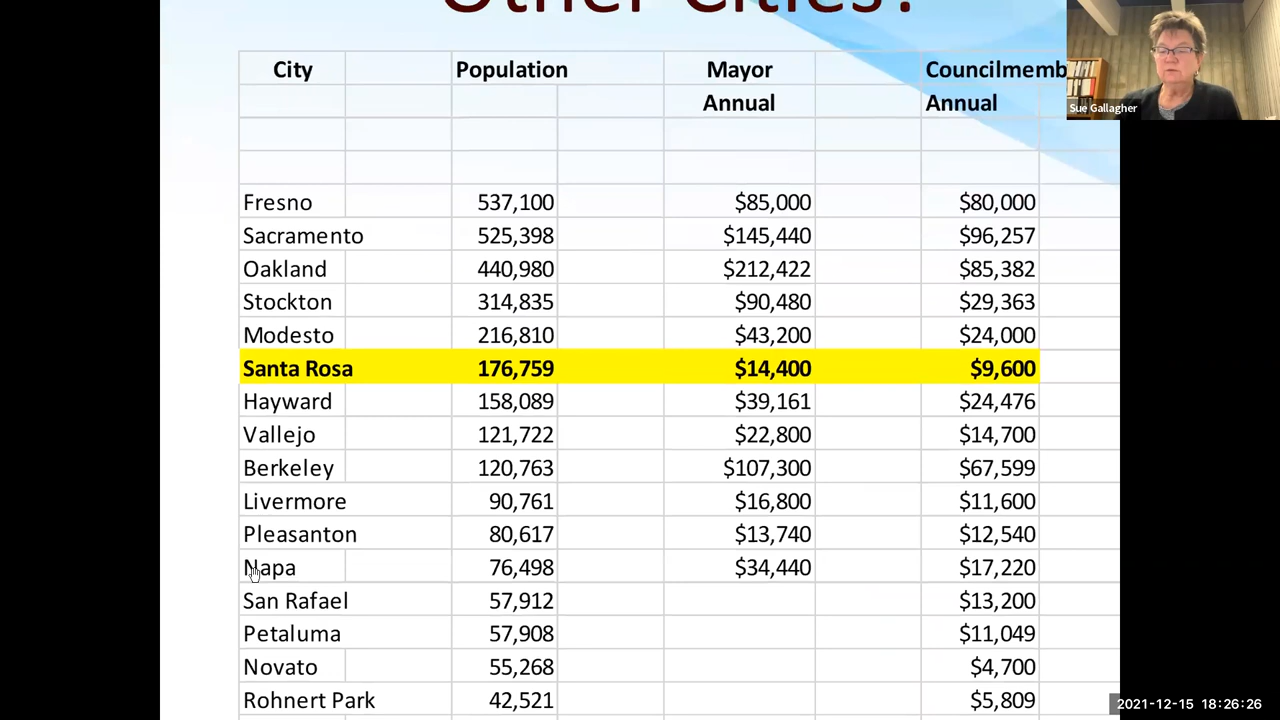 Other Cities?
City Population Mayor Councilmemb
Annual Annual
Fresno 537,100 $85,000 $80,000
Sacramento 525,398 $145,440 $96,257
Oakland 440,980 $212,422 $85,382
Stockton 314,835 $90,480 $29,363
Modesto 216,810 $43,200 $24,000
Santa Rosa 176,759 $14,400 $9,600
Hayward 158,089 $39,161 $24,476
Vallejo 121,722 $22,800 $14,700
Berkeley 120,763 $107,300 $67,599
Livermore 90,761 $16,800 $11,600
Pleasanton 80,617 $13,740 $12,540
Napa 76,498 $34,440 $17,220
San Rafael 57,912 $13,200
Petaluma 57,908 $11,049
Novato 55,268 $4,700
Rohnert Park 42,521 $5,809
Sue Gallagher
2021-12-15 18:26:26